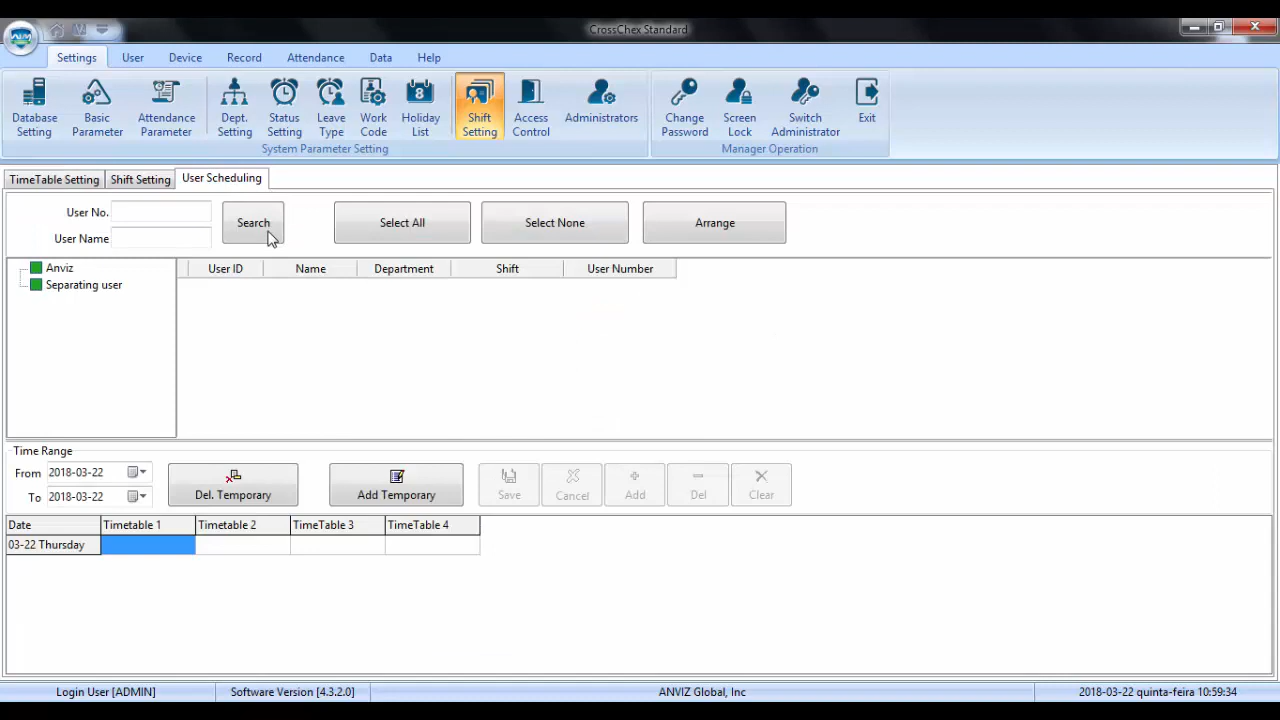 CrossChex Standard
Settings User Device Record Attendance Data Help
Database Setting
Basic Parameter
Attendance Parameter
Dept. Setting
Status Setting
Leave Type
Work Code
8
Holiday List
Shift Setting
Access Control
Administrators
System Parameter Setting
Change Password
Screen Lock
Switch Administrator
Exit
Manager Operation
TimeTable Setting Shift Setting User Scheduling
User No.
User Name
Search Select All Select None Arrange
Anviz
Separating user
User ID Name Department Shift User Number
Time Range
From 2018-03-22
To 2018-03-22
Del. Temporary Add Temporary Save Cancel Add Del Clear
Date Timetable 1 Timetable 2 TimeTable 3 TimeTable 4
03-22 Thursday
Login User [ADMIN] Software Version [4.3.2.0] ANVIZ Global, Inc 2018-03-22 quinta-feira 10:59:34